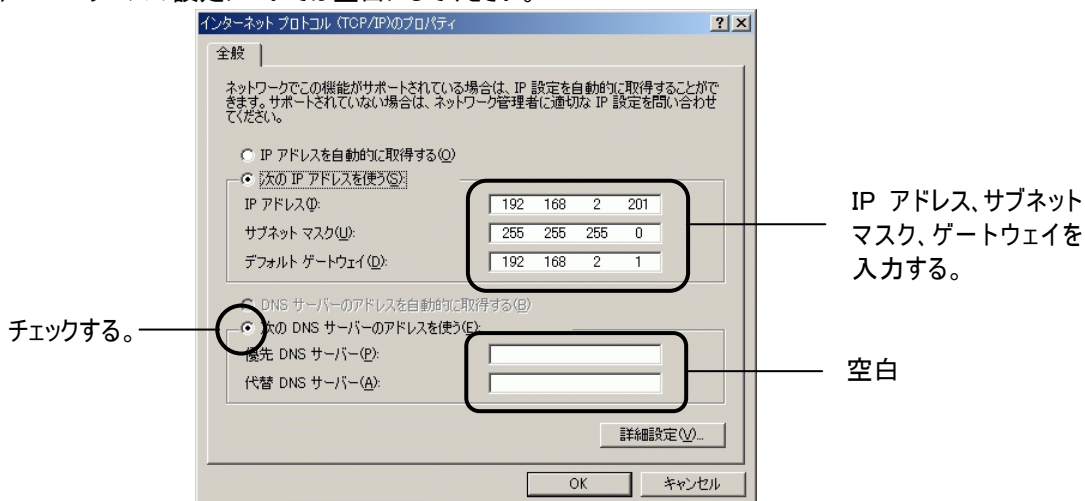 インターネット プロトコル (TCP/IP)のプロパティ
全般
ネットワークでこの機能がサポートされている場合は、IP 設定を自動的に取得することがで
きます。サポートされていない場合は、ネットワーク管理者に適切な IP 設定を問い合わせ
てください。
IP アドレスを自動的に取得する(O)
次の IP アドレスを使う(S):
IP アドレス(I): 192 168 2 201
サブネット マスク(U): 255 255 255 0
デフォルト ゲートウェイ(D): 192 168 2 1
IP アドレス、サブネット
マスク、ゲートウェイを
入力する。
DNS サーバーのアドレスを自動的に取得する(B)
チェックする。
次の DNS サーバーのアドレスを使う(E):
優先 DNS サーバー(P):
代替 DNS サーバー(A):
空白
詳細設定(V)...
OK キャンセル